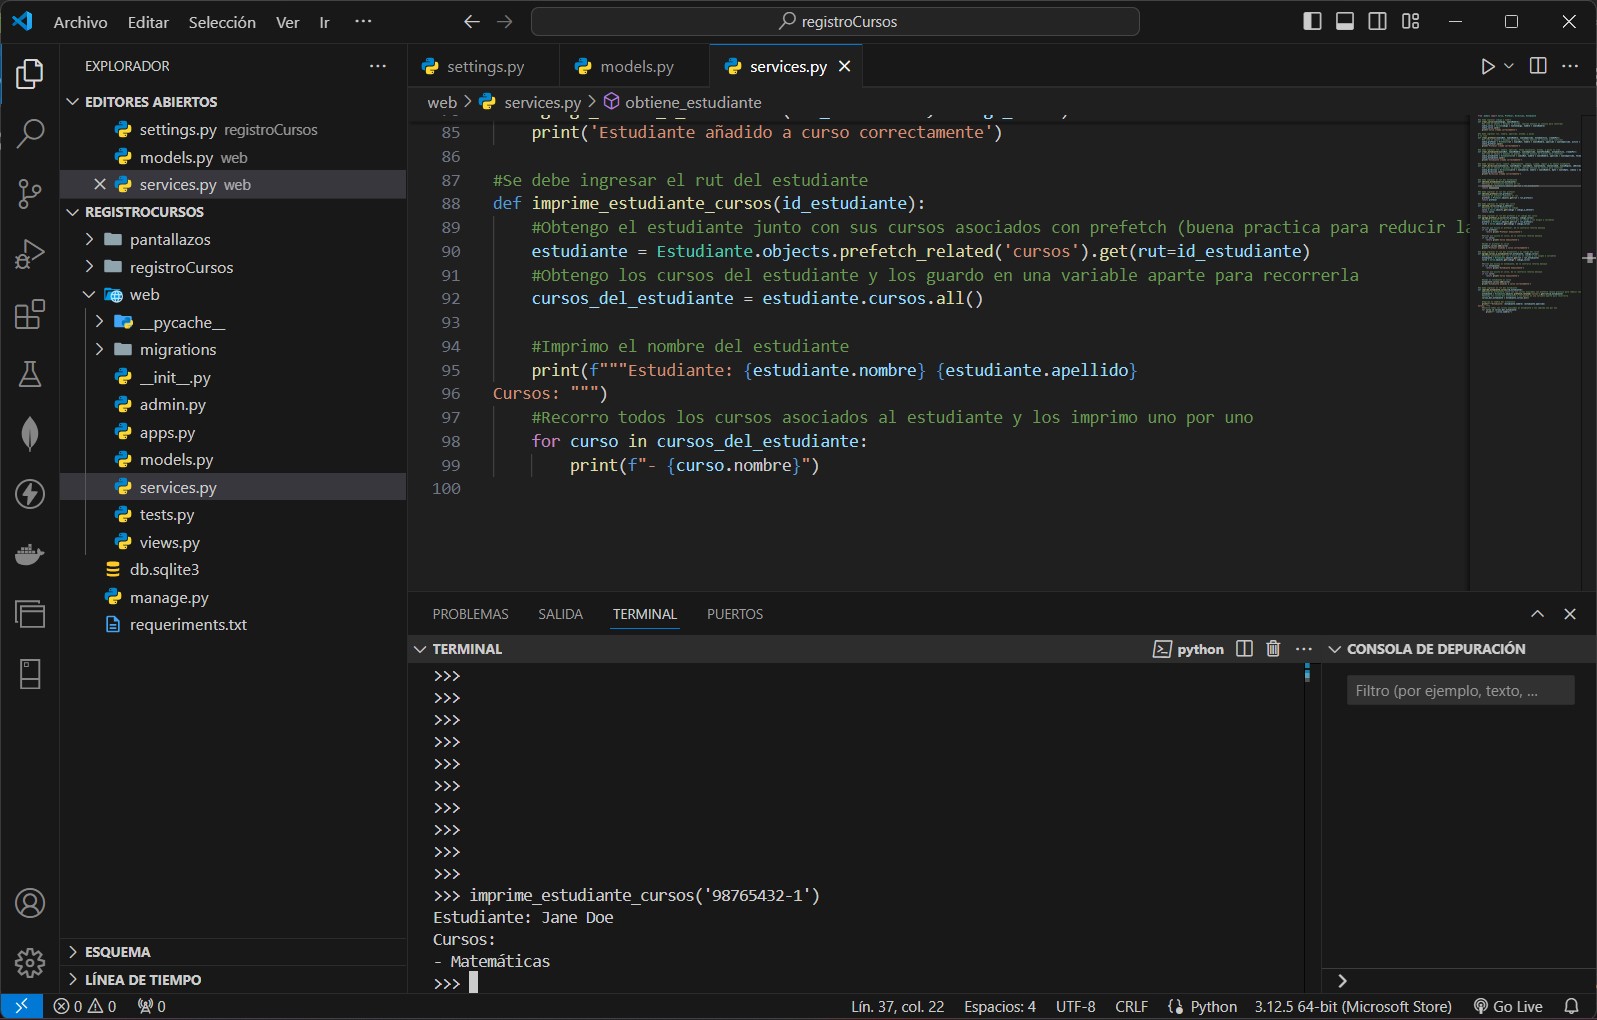 Archivo Editar Selección Ver Ir ··· registroCursos
EXPLORADOR ···
EDITORES ABIERTOS
settings.py registroCursos
models.py web
services.py web
REGISTROCURSOS
pantallazos
registroCursos
web
__pycache__
migrations
__init__.py
admin.py
apps.py
models.py
services.py
tests.py
views.py
db.sqlite3
manage.py
requeriments.txt
ESQUEMA
LÍNEA DE TIEMPO
settings.py models.py services.py
web > services.py > obtiene_estudiante
85 print('Estudiante añadido a curso correctamente')
86
87 #Se debe ingresar el rut del estudiante
88 def imprime_estudiante_cursos(id_estudiante):
89 #Obtengo el estudiante junto con sus cursos asociados con prefetch (buena practica para reducir la
90 estudiante = Estudiante.objects.prefetch_related('cursos').get(rut=id_estudiante)
91 #Obtengo los cursos del estudiante y los guardo en una variable aparte para recorrerla
92 cursos_del_estudiante = estudiante.cursos.all()
93
94 #Imprimo el nombre del estudiante
95 print(f"""Estudiante: {estudiante.nombre} {estudiante.apellido}
96 Cursos: """)
97 #Recorro todos los cursos asociados al estudiante y los imprimo uno por uno
98 for curso in cursos_del_estudiante:
99 print(f"- {curso.nombre}")
100
PROBLEMAS SALIDA TERMINAL PUERTOS
TERMINAL python ···
>>>
>>>
>>>
>>>
>>>
>>>
>>>
>>>
>>>
>>>
>>> imprime_estudiante_cursos('98765432-1')
Estudiante: Jane Doe
Cursos:
- Matemáticas
>>>
CONSOLA DE DEPURACIÓN
Filtro (por ejemplo, texto, ...
>
0 0 0 Lín. 37, col. 22 Espacios: 4 UTF-8 CRLF Python 3.12.5 64-bit (Microsoft Store) Go Live